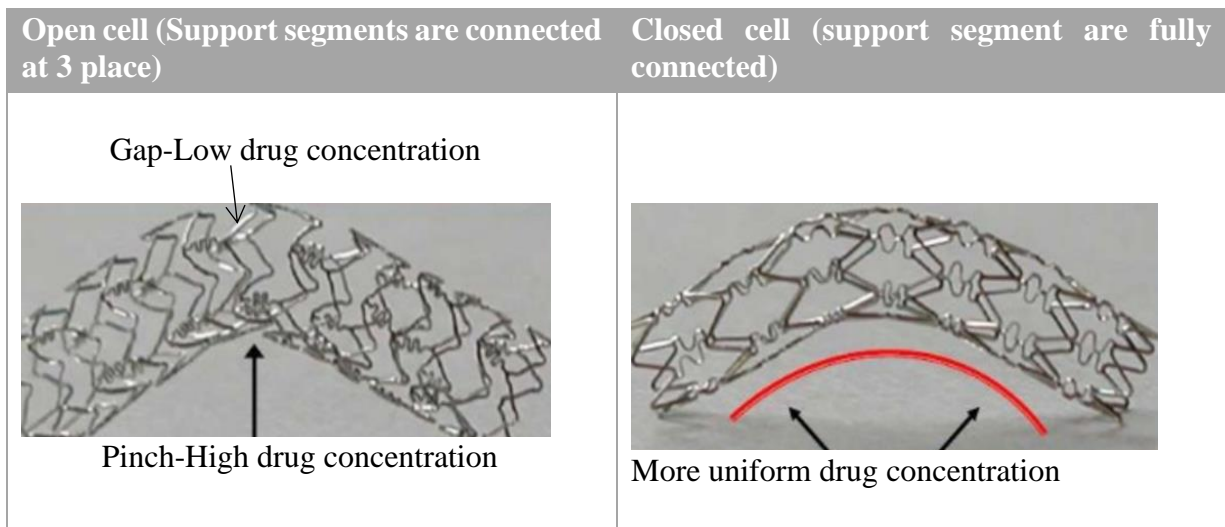 Open cell (Support segments are connected
at 3 place)
Closed cell (support segment are fully
connected)
Gap-Low drug concentration
Pinch-High drug concentration
More uniform drug concentration